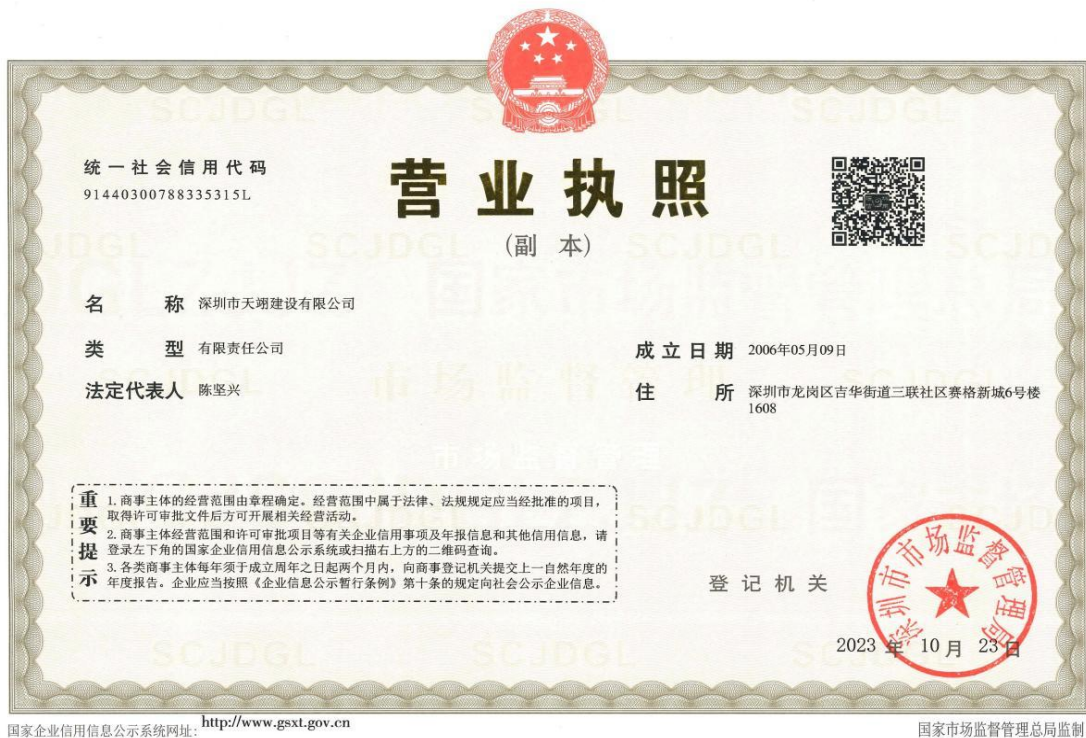 统一社会信用代码
91440300788335315L
营业执照
(副 本)
名 称 深圳市天翊建设有限公司
类 型 有限责任公司
成立日期 2006年05月09日
法定代表人 陈坚兴
住 所 深圳市龙岗区吉华街道三联社区赛格新城6号楼
1608
重要提示
1. 商事主体的经营范围由章程确定。经营范围中属于法律、法规规定应当经批准的项目，
取得许可审批文件后方可开展相关经营活动。
2. 商事主体经营范围和许可审批项目等有关企业信用事项及年报信息和其他信用信息，请
登录左下角的国家企业信用信息公示系统或扫描右上方的二维码查询。
3. 各类商事主体每年须于成立周年之日起两个月内，向商事登记机关提交上一自然年度的
年度报告。企业应当按照《企业信息公示暂行条例》第十条的规定向社会公示企业信息。
登记机关
深圳市市场监督管理局
2023 年 10 月 23 日
国家企业信用信息公示系统网址: http://www.gsxt.gov.cn
国家市场监督管理总局监制
SCJDGL
市场监督管理